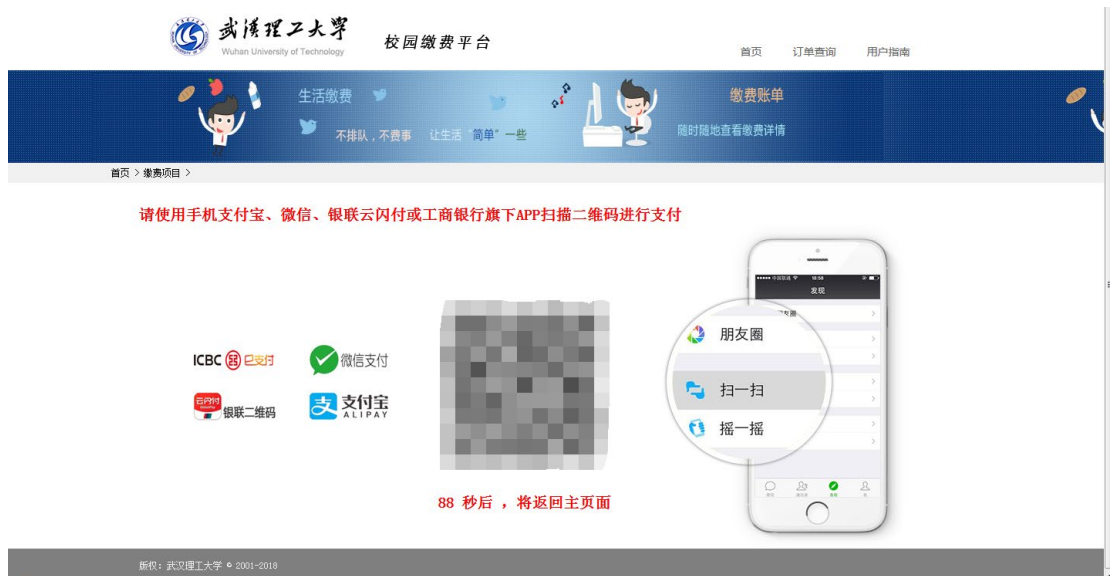 武汉理工大学
Wuhan University of Technology
校园缴费平台
首页 订单查询 用户指南
生活缴费
不排队，不费事 让生活“简单”一些
缴费账单
随时随地查看缴费详情
首页 > 缴费项目 >
请使用手机支付宝、微信、银联云闪付或工商银行旗下APP扫描二维码进行支付
中国联通 18:58
发现
朋友圈
扫一扫
摇一摇
ICBC e支付
微信支付
云闪付
银联二维码
支付宝
ALIPAY
88 秒后 ，将返回主页面
版权：武汉理工大学 © 2001-2018